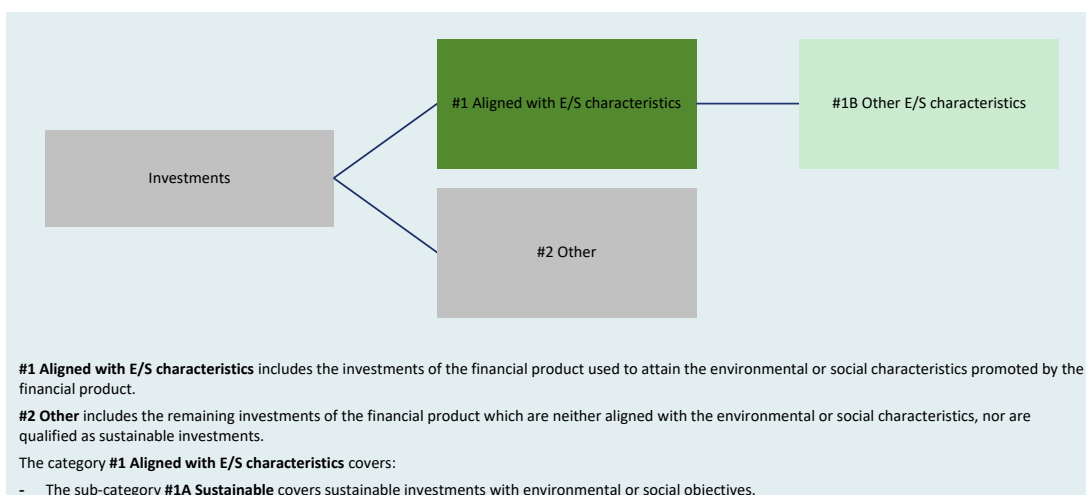 #1 Aligned with E/S characteristics
#1B Other E/S characteristics
Investments
#2 Other
#1 Aligned with E/S characteristics includes the investments of the financial product used to attain the environmental or social characteristics promoted by the
financial product.
#2 Other includes the remaining investments of the financial product which are neither aligned with the environmental or social characteristics, nor are
qualified as sustainable investments.
The category #1 Aligned with E/S characteristics covers:
- The sub-category #1A Sustainable covers sustainable investments with environmental or social objectives.